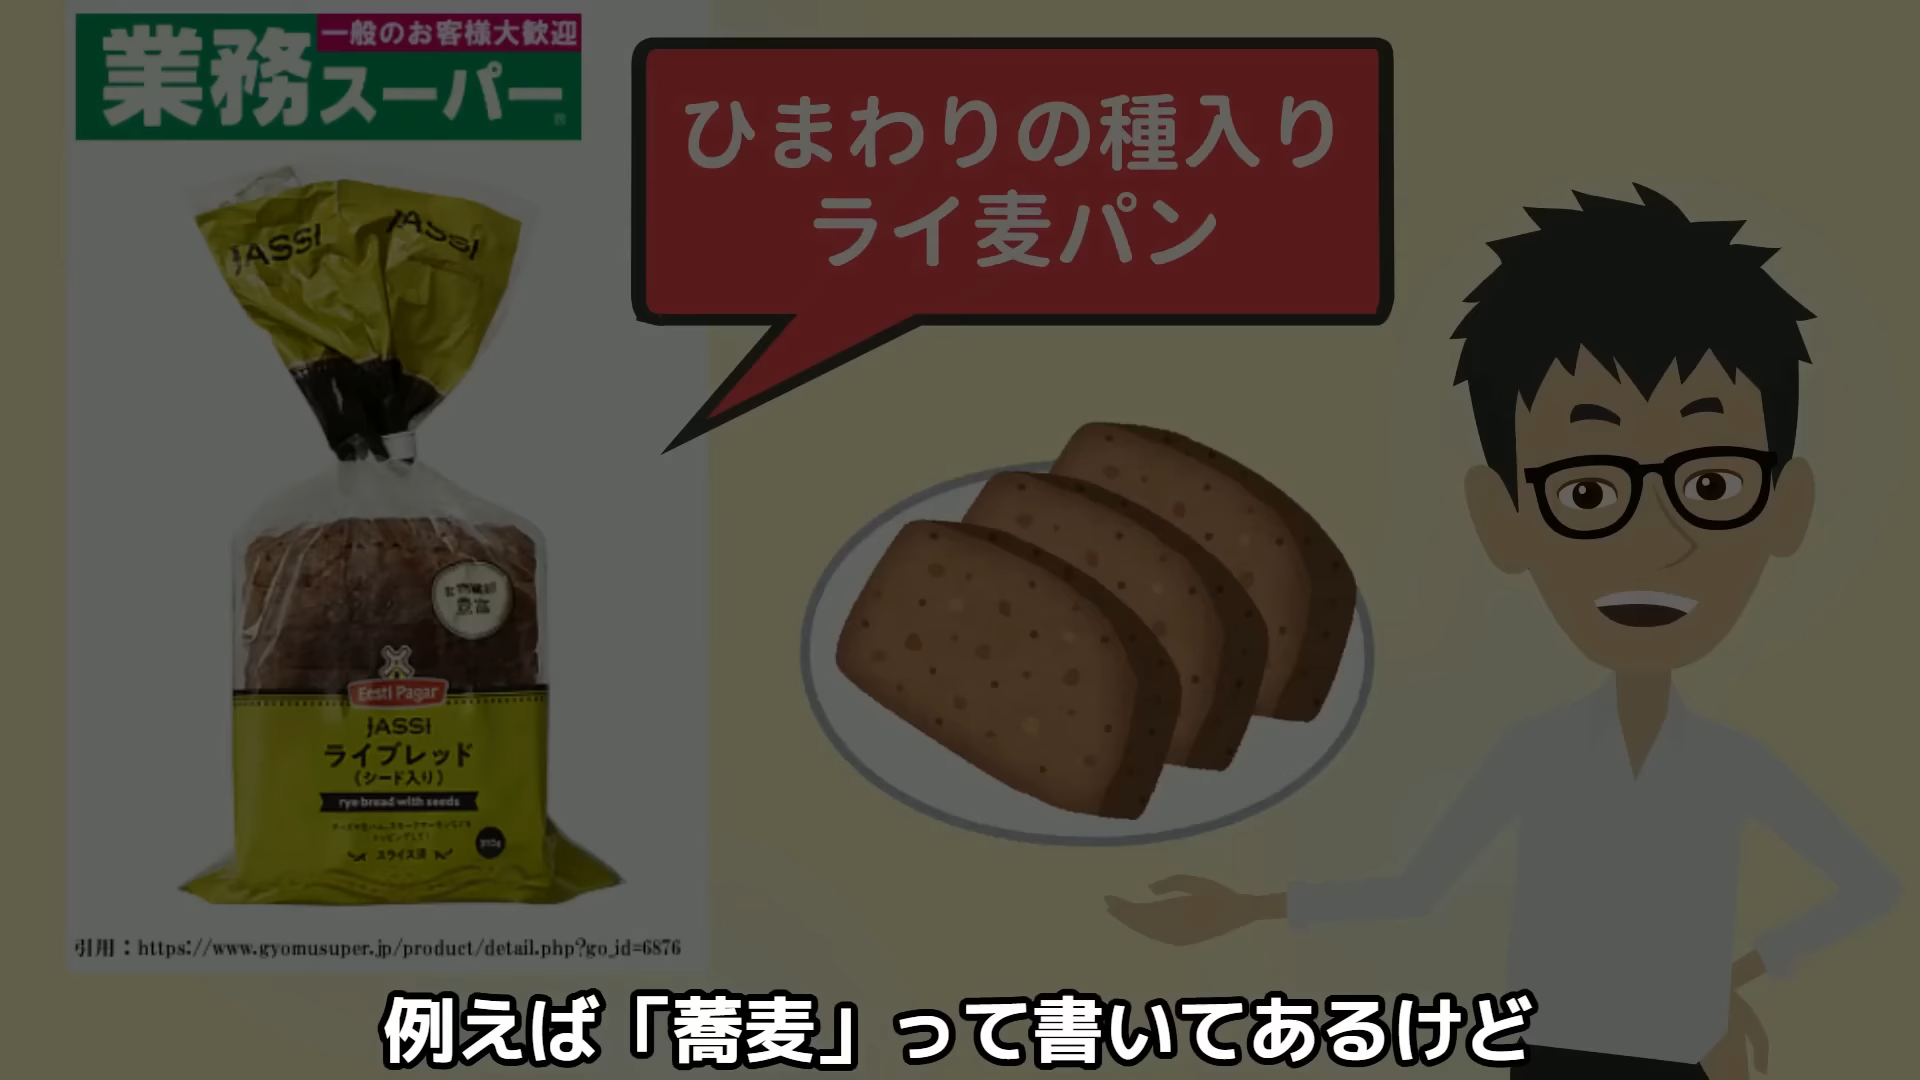 一般のお客様大歓迎
業務スーパー
ひまわりの種入り
ライ麦パン
JASSI
JASSI
豊富
Eesti Pagar
JASSI
ライブレッド
(シード入り)
rye bread with seeds
スライス済
引用：https://www.gyomusuper.jp/product/detail.php?go_id=6876
例えば「蕎麦」って書いてあるけど